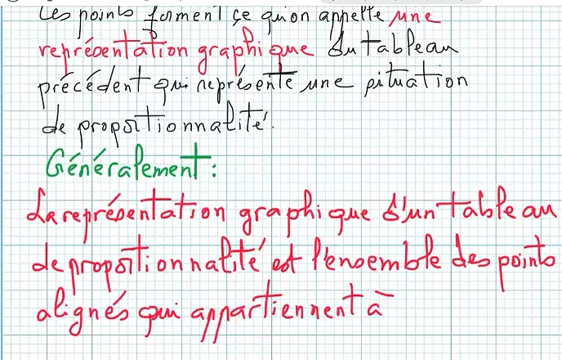 Les points forment ce qu'on appelle une
représentation graphique du tableau
précédent qui représente une situation
de proportionnalité.
Généralement :
La représentation graphique d'un tableau
de proportionnalité est l'ensemble des points
alignés qui appartiennent à